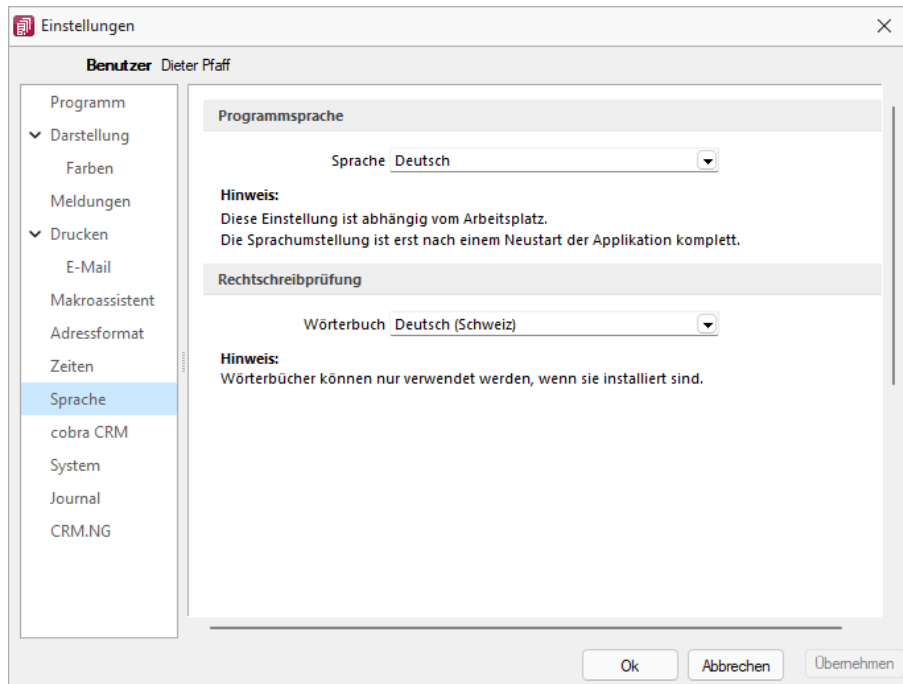 Einstellungen
Benutzer Dieter Pfaff
Programm
Darstellung
Farben
Meldungen
Drucken
E-Mail
Makroassistent
Adressformat
Zeiten
Sprache
cobra CRM
System
Journal
CRM.NG
Programmsprache
Sprache Deutsch
Hinweis:
Diese Einstellung ist abhängig vom Arbeitsplatz.
Die Sprachumstellung ist erst nach einem Neustart der Applikation komplett.
Rechtschreibprüfung
Wörterbuch Deutsch (Schweiz)
Hinweis:
Wörterbücher können nur verwendet werden, wenn sie installiert sind.
Ok Abbrechen Übernehmen